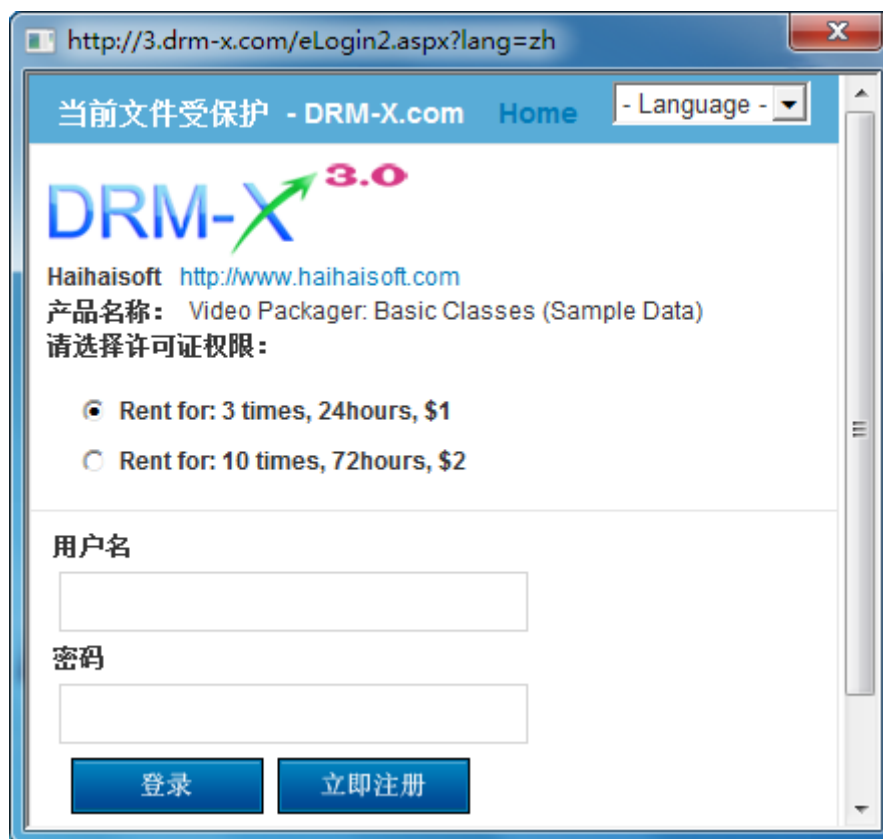 http://3.drm-x.com/eLogin2.aspx?lang=zh
当前文件受保护 - DRM-X.com Home - Language -
DRM-X 3.0
Haihaisoft http://www.haihaisoft.com
产品名称： Video Packager: Basic Classes (Sample Data)
请选择许可证权限：
Rent for: 3 times, 24hours, $1
Rent for: 10 times, 72hours, $2
用户名
密码
登录 立即注册